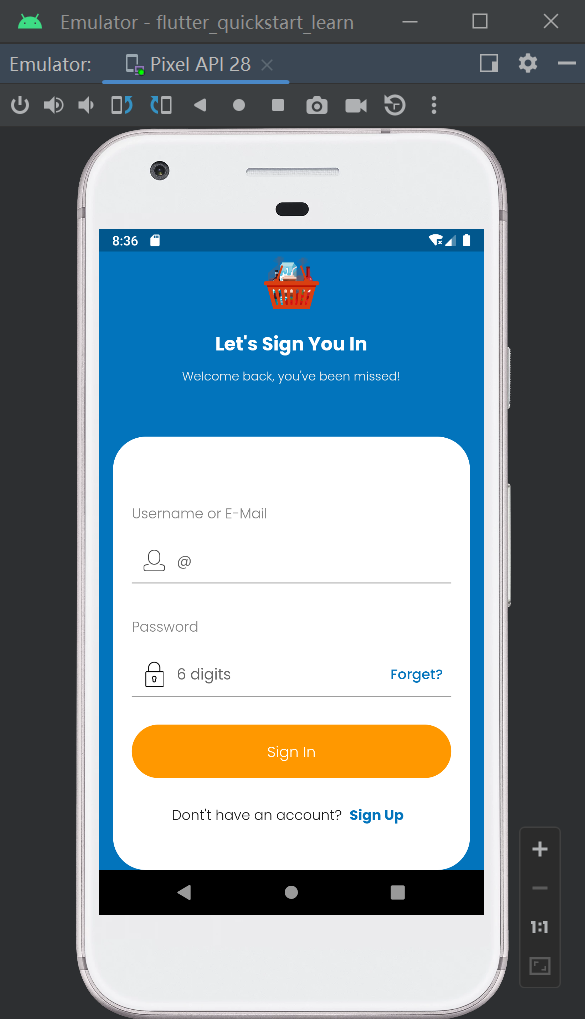 Emulator - flutter_quickstart_learn
Emulator: Pixel API 28
8:36
Let's Sign You In
Welcome back, you've been missed!
Username or E-Mail
@
Password
6 digits Forget?
Sign In
Dont't have an account? Sign Up
1:1